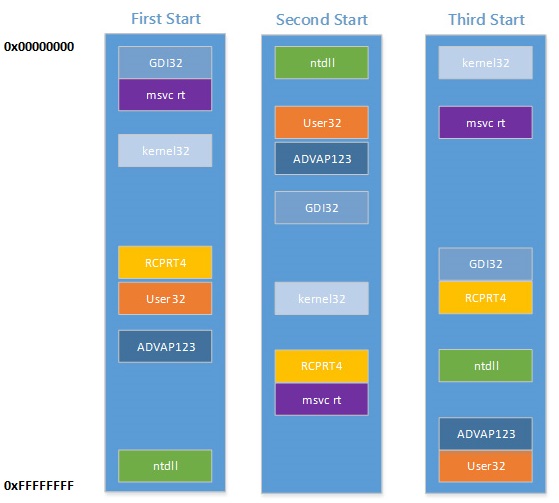 First Start
Second Start
Third Start
0x00000000
GDI32
msvc rt
kernel32
RCPRT4
User32
ADVAP123
ntdll
ntdll
User32
ADVAP123
GDI32
kernel32
RCPRT4
msvc rt
kernel32
msvc rt
GDI32
RCPRT4
ntdll
ADVAP123
User32
0xFFFFFFFF